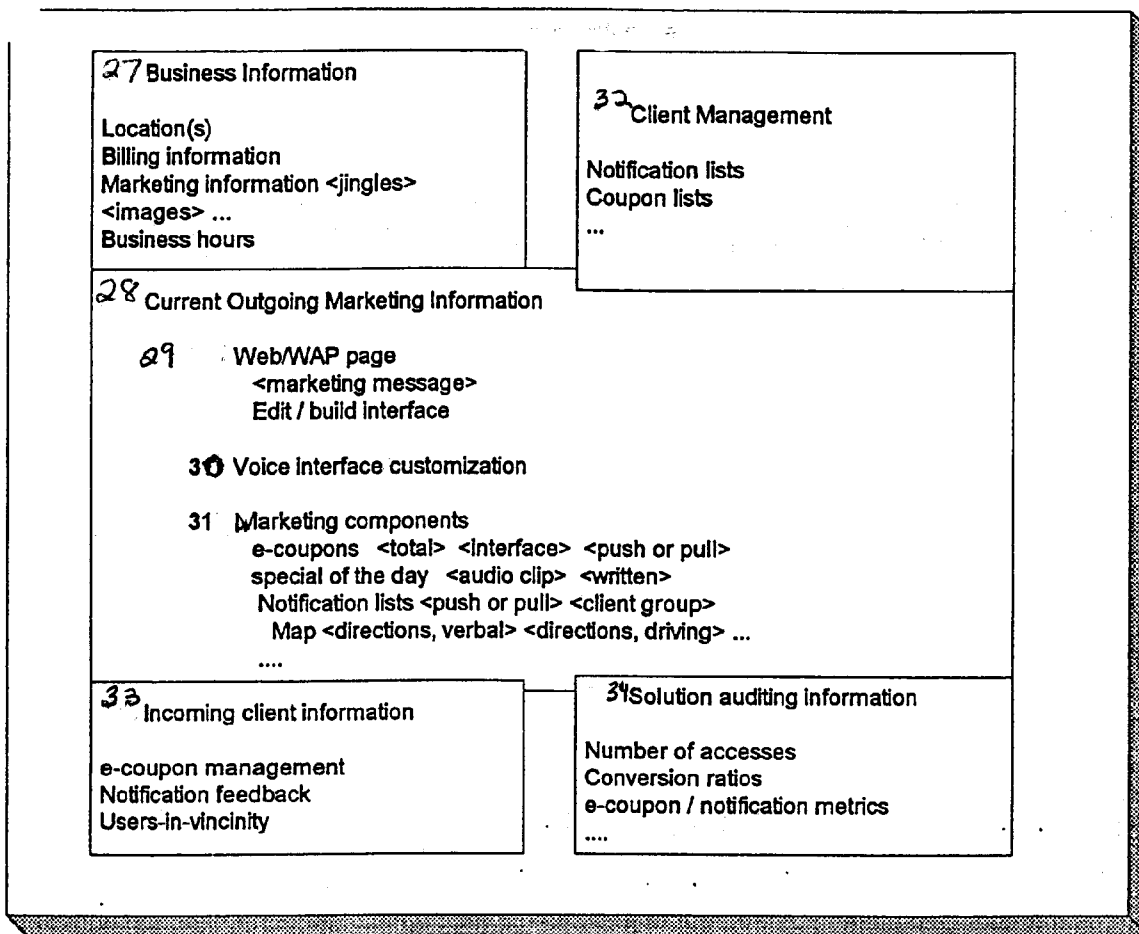 27 Business Information
Location(s)
Billing information
Marketing information <jingles>
<images> ...
Business hours
32 Client Management
Notification lists
Coupon lists
...
28 Current Outgoing Marketing Information
29 Web/WAP page
<marketing message>
Edit / build interface
30 Voice interface customization
31 Marketing components
e-coupons <total> <interface> <push or pull>
special of the day <audio clip> <written>
Notification lists <push or pull> <client group>
Map <directions, verbal> <directions, driving> ...
....
33 Incoming client information
e-coupon management
Notification feedback
Users-in-vincinity
34 Solution auditing information
Number of accesses
Conversion ratios
e-coupon / notification metrics
....